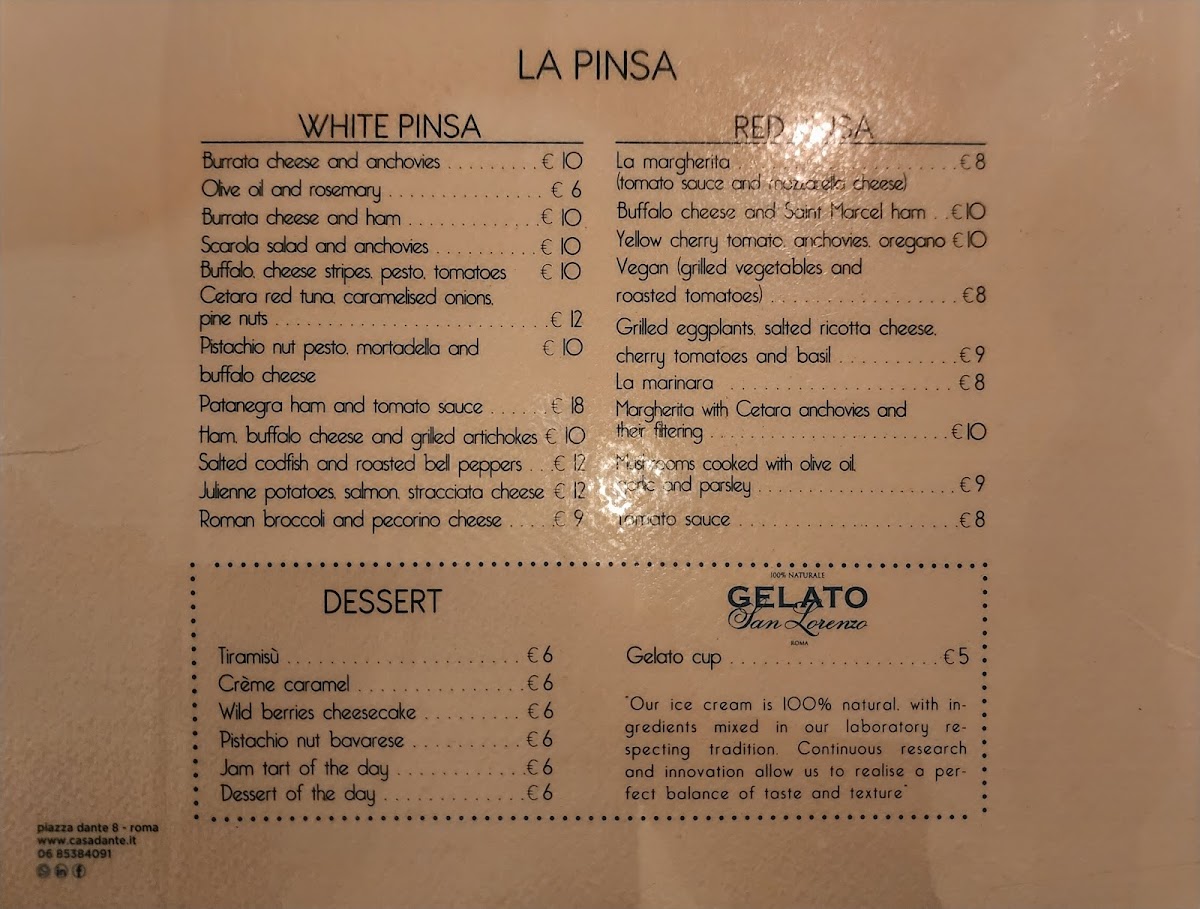 LA PINSA
WHITE PINSA
Burrata cheese and anchovies . . . . . . . . . € 10
Olive oil and rosemary . . . . . . . . . . . . . . . € 6
Burrata cheese and ham . . . . . . . . . . . . € 10
Scarola salad and anchovies . . . . . . . . . . € 10
Buffalo, cheese stripes, pesto, tomatoes € 10
Cetara red tuna, caramelised onions,
pine nuts . . . . . . . . . . . . . . . . . . . . . . . . . € 12
Pistachio nut pesto, mortadella and € 10
buffalo cheese
Patanegra ham and tomato sauce . . . . . . € 18
Ham, buffalo cheese and grilled artichokes € 10
Salted codfish and roasted bell peppers . . . € 12
Julienne potatoes, salmon, stracciata cheese € 12
Roman broccoli and pecorino cheese . . . . . € 9
RED
La margherita . . . . . . . . . . . . . . . . . . . . . € 8
(tomato sauce and mozzarella cheese)
Buffalo cheese and Saint Marcel ham . . € 10
Yellow cherry tomato, anchovies, oregano € 10
Vegan (grilled vegetables and
roasted tomatoes) . . . . . . . . . . . . . . . . . €8
Grilled eggplants, salted ricotta cheese,
cherry tomatoes and basil . . . . . . . . . . . € 9
La marinara . . . . . . . . . . . . . . . . . . . . € 8
Margherita with Cetara anchovies and
their filtering . . . . . . . . . . . . . . . . . . . . . . € 10
Mushrooms cooked with olive oil,
garlic and parsley . . . . . . . . . . . . . . . . . . € 9
Tomato sauce . . . . . . . . . . . . . . . . . . . € 8
DESSERT
Tiramisù . . . . . . . . . . . . . . . . . . . . . € 6
Crème caramel . . . . . . . . . . . . . . . € 6
Wild berries cheesecake . . . . . . . . . € 6
Pistachio nut bavarese . . . . . . . . . . € 6
Jam tart of the day . . . . . . . . . . . . € 6
Dessert of the day . . . . . . . . . . . . . € 6
100% NATURALE
GELATO
San Lorenzo
ROMA
Gelato cup . . . . . . . . . . . . . . . . . . . € 5
"Our ice cream is 100% natural, with in-
gredients mixed in our laboratory re-
specting tradition. Continuous research
and innovation allow us to realise a per-
fect balance of taste and texture"
piazza dante 8 - roma
www.casadante.it
06 85384091